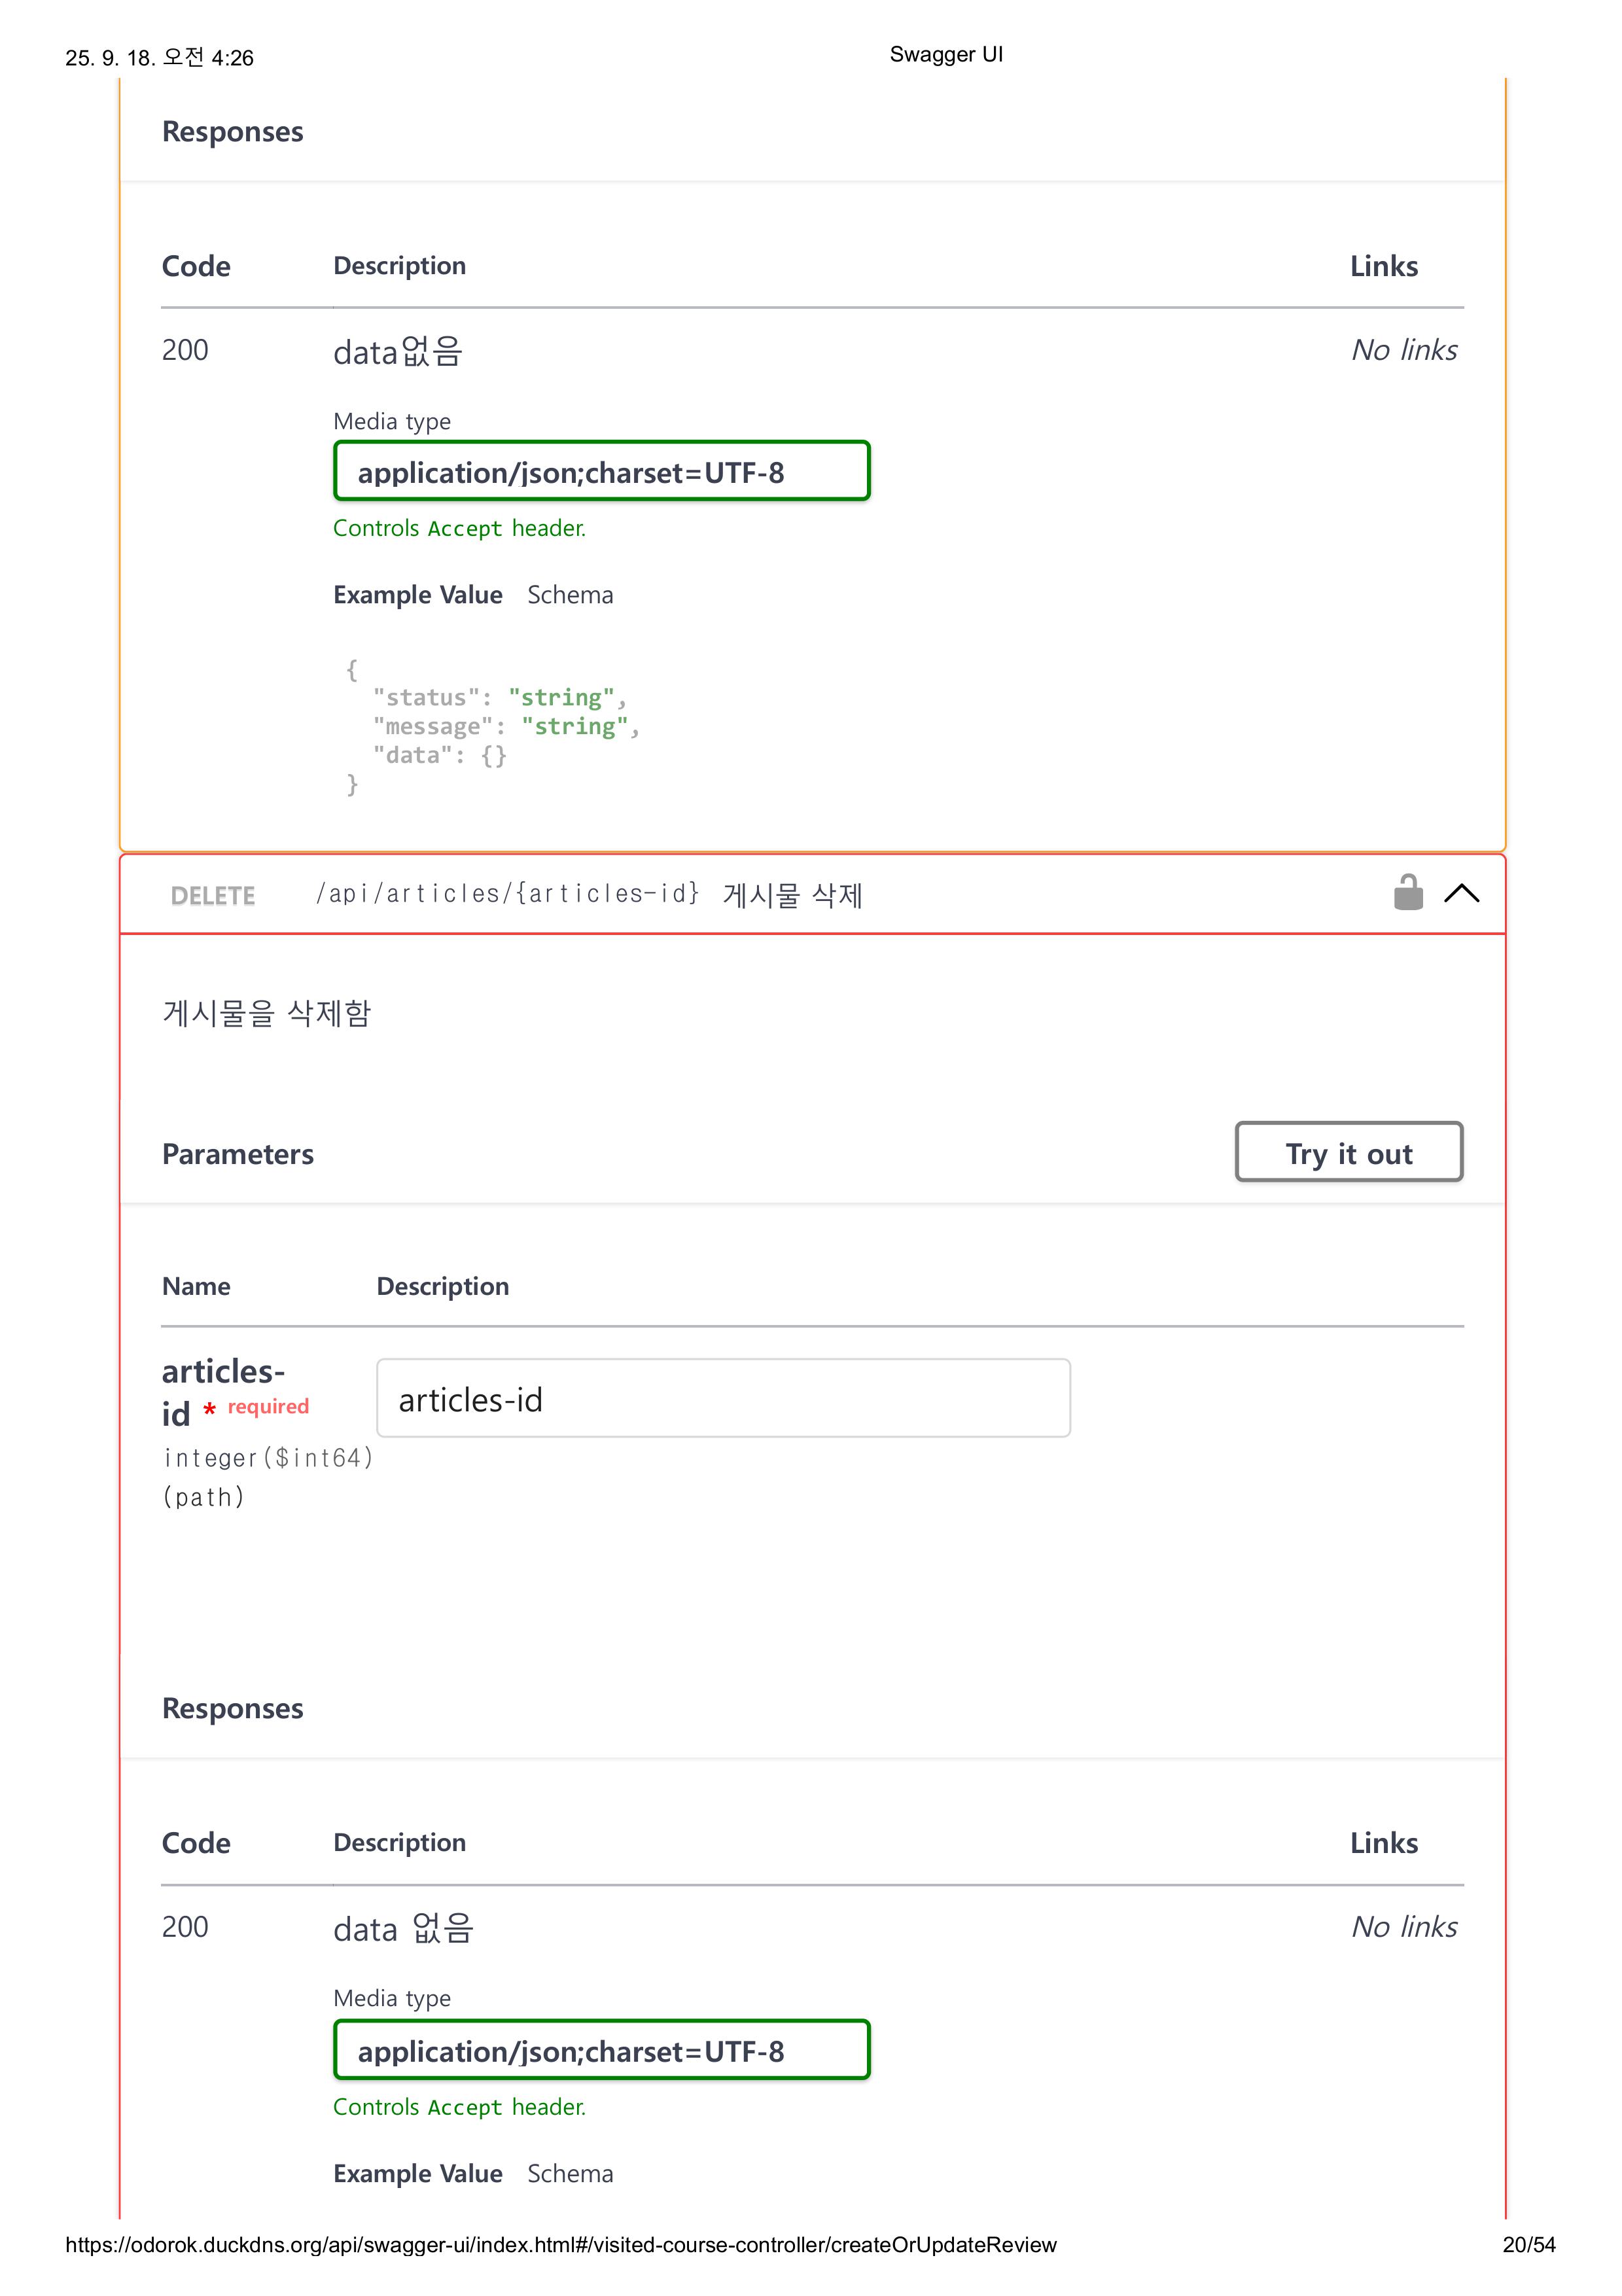 25. 9. 18. 오전 4:26
Swagger UI
Responses
Code Description Links
200 data없음 No links
Media type
application/json;charset=UTF-8
Controls Accept header.
Example Value Schema
{
"status": "string",
"message": "string",
"data": {}
}
DELETE /api/articles/{articles-id} 게시물 삭제
게시물을 삭제함
Parameters Try it out
Name Description
articles-
id * required
articles-id
integer($int64)
(path)
Responses
Code Description Links
200 data 없음 No links
Media type
application/json;charset=UTF-8
Controls Accept header.
Example Value Schema
https://odorok.duckdns.org/api/swagger-ui/index.html#/visited-course-controller/createOrUpdateReview
20/54